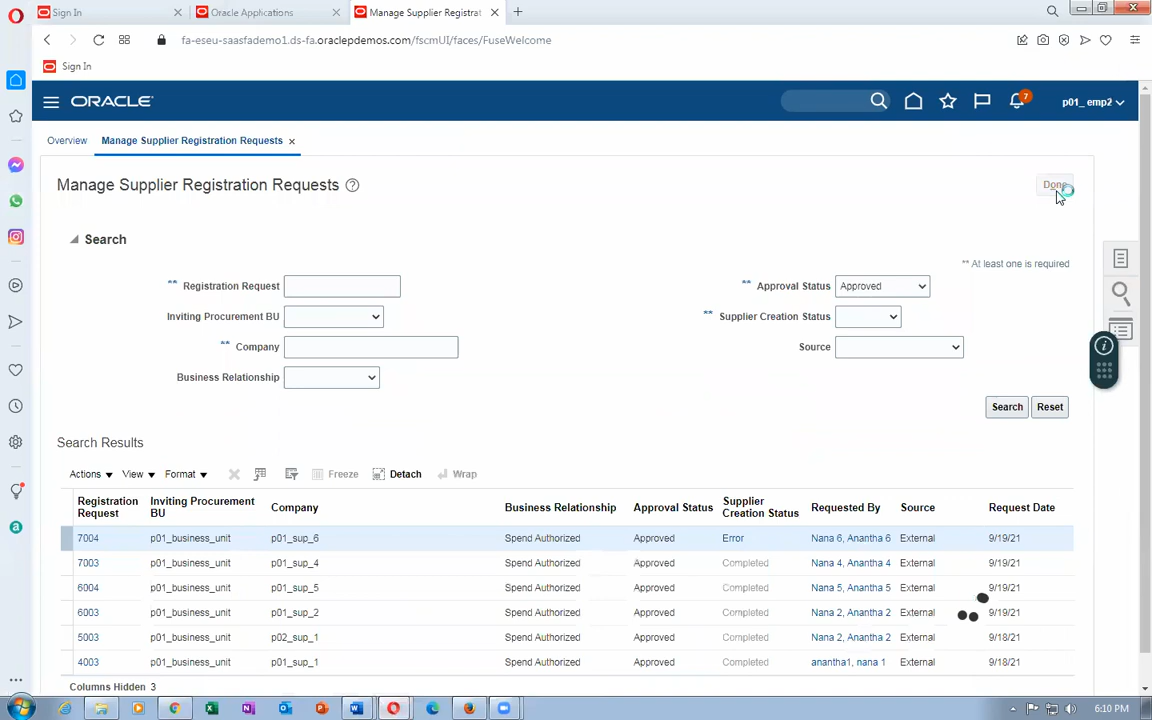 Sign In
Oracle Applications
Manage Supplier Registrat
fa-eseu-saasfademo1.ds-fa.oraclepdemos.com/fscmUI/faces/FuseWelcome
Sign In
ORACLE
7
p01_emp2
Overview
Manage Supplier Registration Requests
Manage Supplier Registration Requests
Done
Search
** At least one is required
** Registration Request
** Approval Status Approved
Inviting Procurement BU
** Supplier Creation Status
** Company
Source
Business Relationship
Search Reset
Search Results
Actions View Format Freeze Detach Wrap
Registration Request Inviting Procurement BU Company Business Relationship Approval Status Supplier Creation Status Requested By Source Request Date
7004 p01_business_unit p01_sup_6 Spend Authorized Approved Error Nana 6, Anantha 6 External 9/19/21
7003 p01_business_unit p01_sup_4 Spend Authorized Approved Completed Nana 4, Anantha 4 External 9/19/21
6004 p01_business_unit p01_sup_5 Spend Authorized Approved Completed Nana 5, Anantha 5 External 9/19/21
6003 p01_business_unit p01_sup_2 Spend Authorized Approved Completed Nana 2, Anantha 2 External 9/19/21
5003 p01_business_unit p02_sup_1 Spend Authorized Approved Completed Nana 2, Anantha 2 External 9/18/21
4003 p01_business_unit p01_sup_1 Spend Authorized Approved Completed anantha1, nana 1 External 9/18/21
Columns Hidden 3
6:10 PM